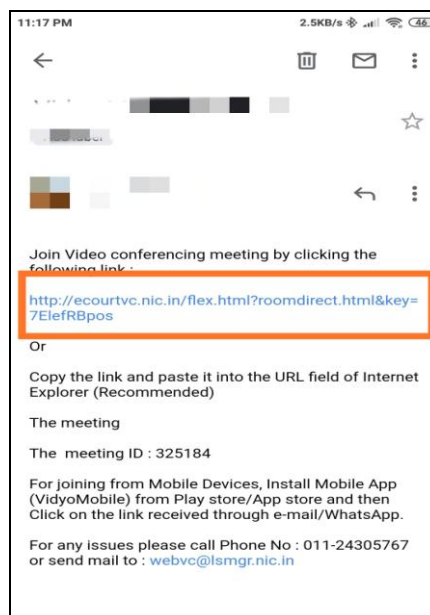 11:17 PM 2.5KB/s 46
Join Video conferencing meeting by clicking the
following link :
http://ecourtvc.nic.in/flex.html?roomdirect.html&key=
7ElefRBpos
Or
Copy the link and paste it into the URL field of Internet
Explorer (Recommended)
The meeting
The meeting ID : 325184
For joining from Mobile Devices, Install Mobile App
(VidyoMobile) from Play store/App store and then
Click on the link received through e-mail/WhatsApp.
For any issues please call Phone No : 011-24305767
or send mail to : webvc@lsmgr.nic.in